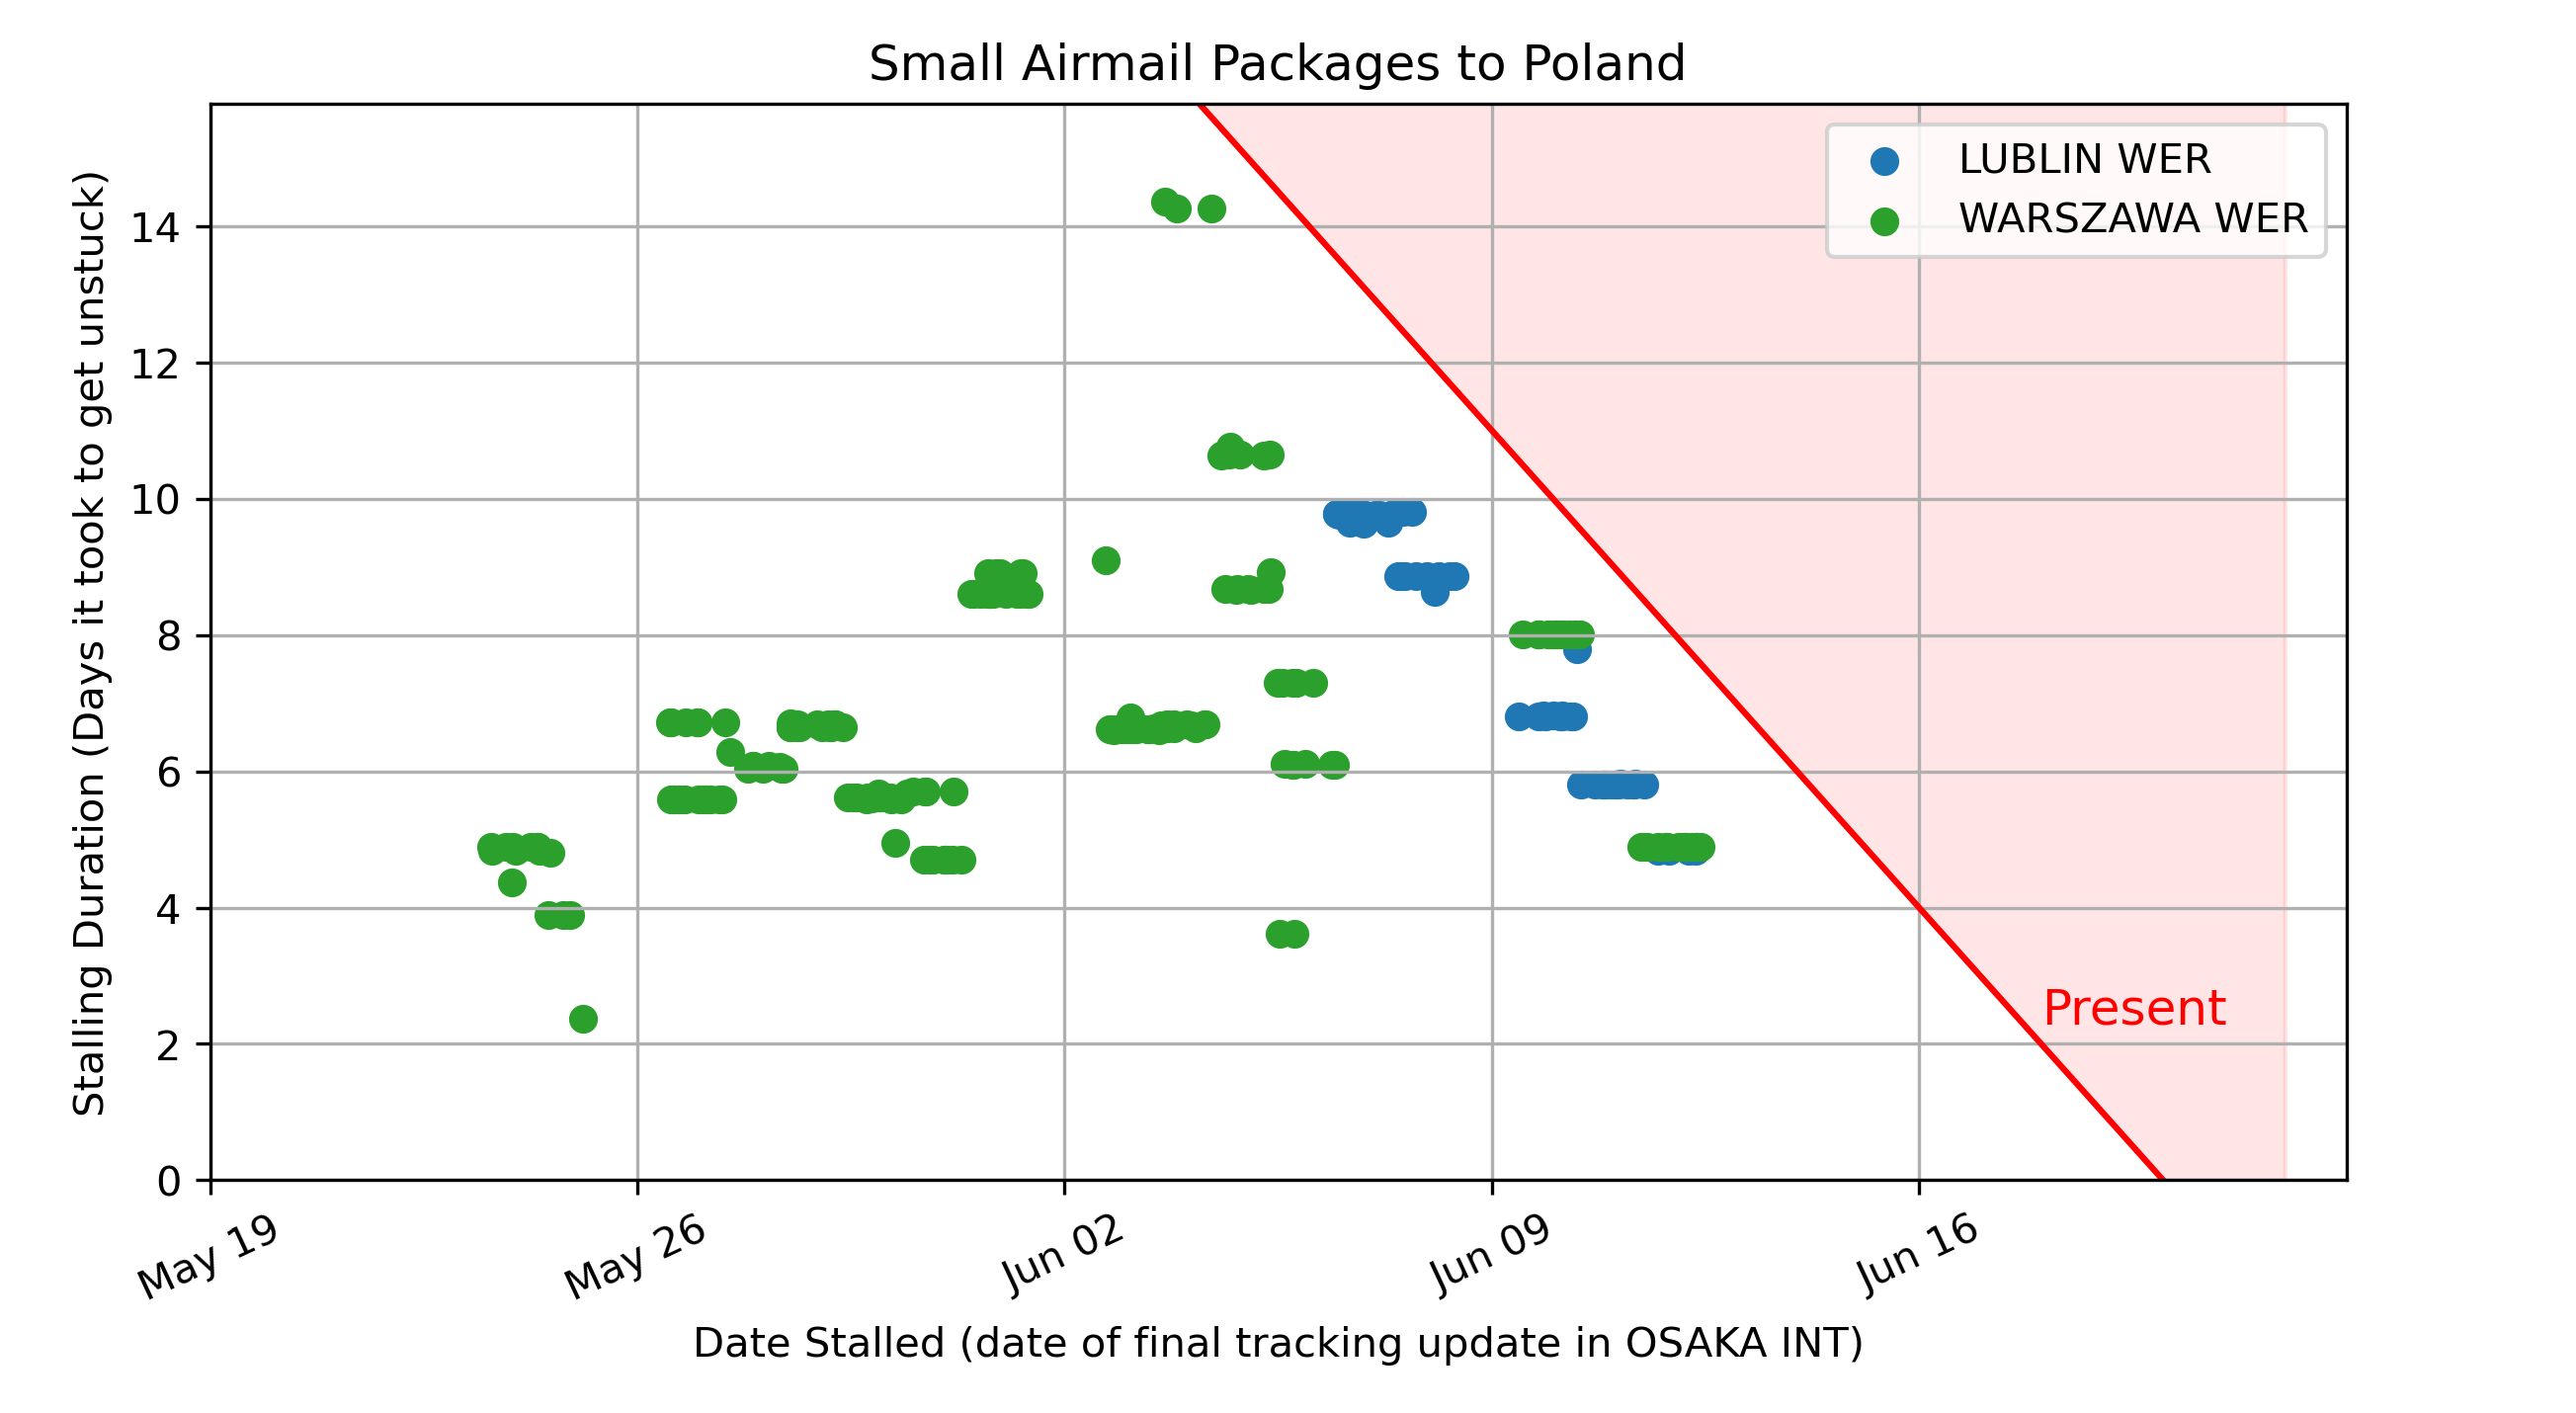 Small Airmail Packages to Poland
LUBLIN WER
WARSZAWA WER
Stalling Duration (Days it took to get unstuck)
14
12
10
8
6
4
2
0
Present
May 19
May 26
Jun 02
Jun 09
Jun 16
Date Stalled (date of final tracking update in OSAKA INT)